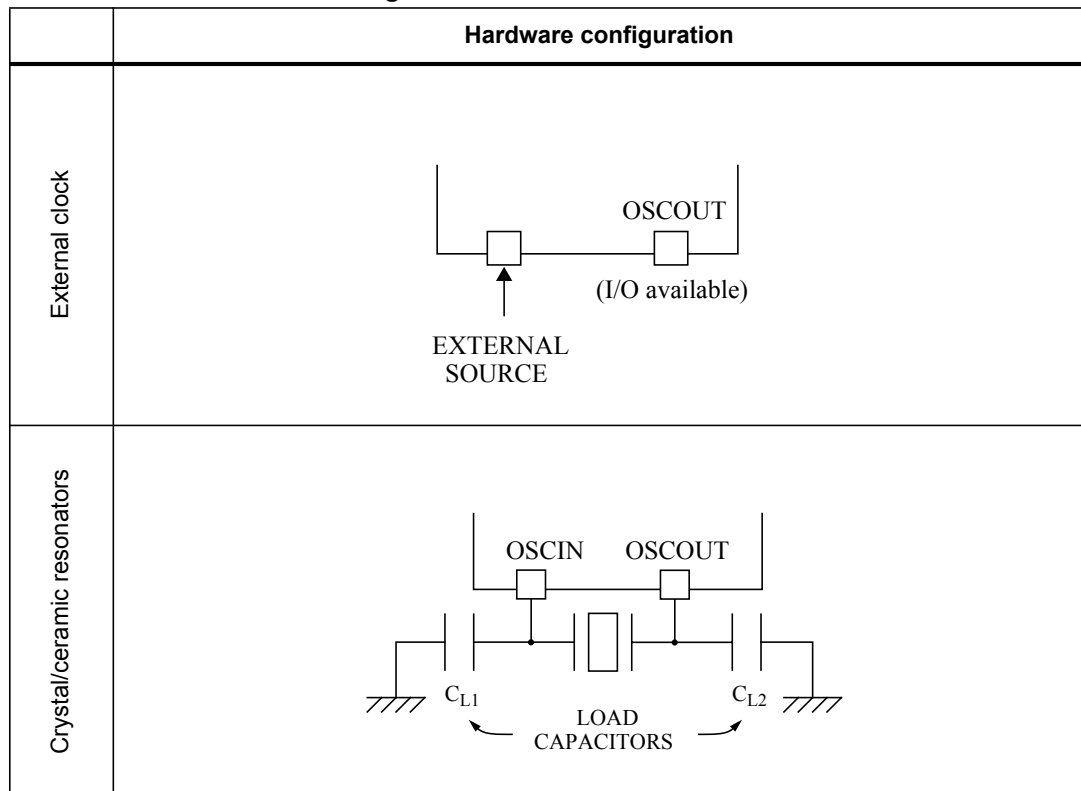 Hardware configuration
External clock
OSCOUT
(I/O available)
EXTERNAL
SOURCE
Crystal/ceramic resonators
OSCIN OSCOUT
CL1 CL2
LOAD
CAPACITORS